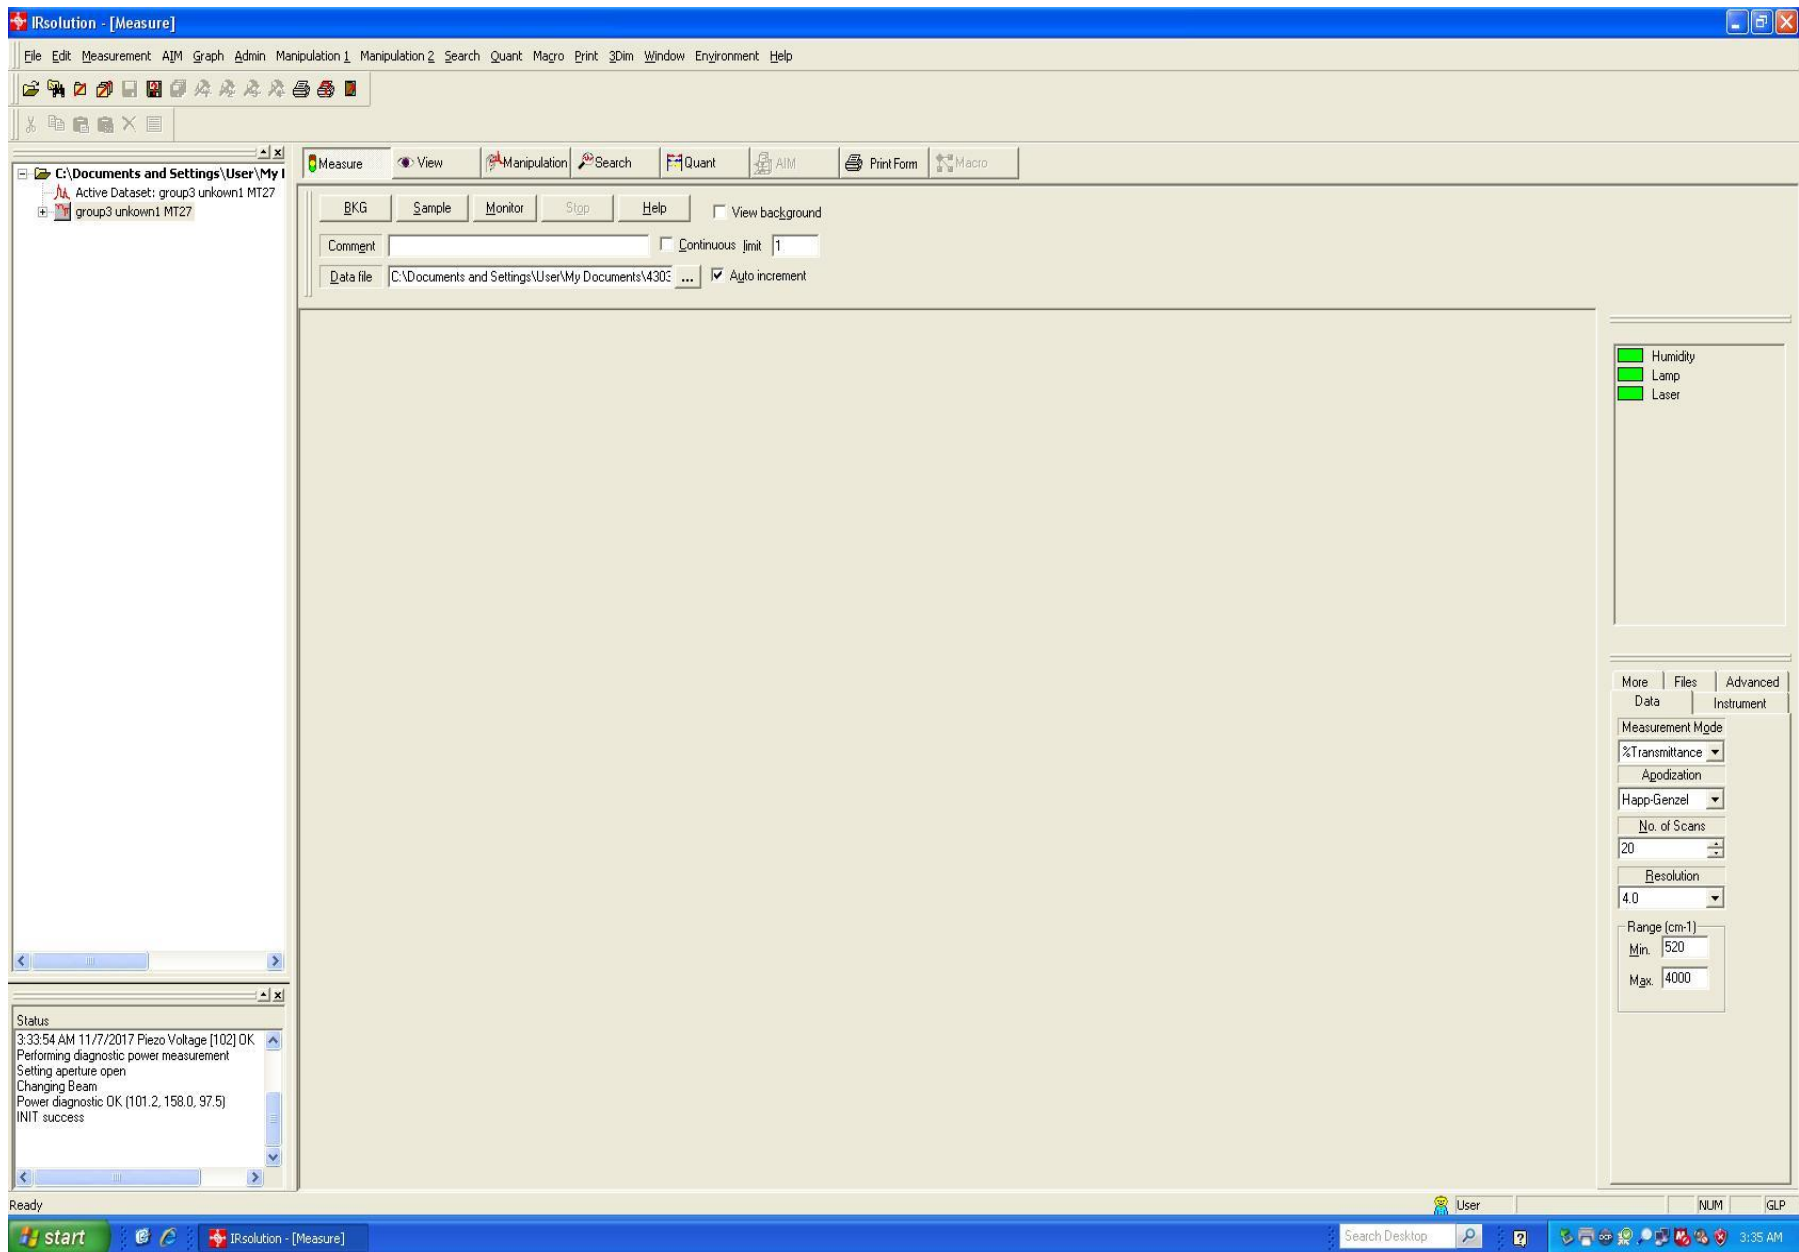 IRsolution - [Measure]
File Edit Measurement AIM Graph Admin Manipulation 1 Manipulation 2 Search Quant Macro Print 3Dim Window Environment Help
C:\Documents and Settings\User\My
Active Dataset: group3 unkown1 MT27
group3 unkown1 MT27
Measure View Manipulation Search Quant AIM Print Form Macro
BKG Sample Monitor Stop Help View background
Comment Continuous limit 1
Data file C:\Documents and Settings\User\My Documents\4303 ... Auto increment
Humidity
Lamp
Laser
More Files Advanced
Data Instrument
Measurement Mode
%Transmittance
Apodization
Happ-Genzel
No. of Scans
20
Resolution
4.0
Range (cm-1)
Min. 520
Max. 4000
Status
3:33:54 AM 11/7/2017 Piezo Voltage [102] OK
Performing diagnostic power measurement
Setting aperture open
Changing Beam
Power diagnostic OK (101.2, 158.0, 97.5)
INIT success
Ready User NUM GLP
start IRsolution - [Measure] Search Desktop 3:35 AM